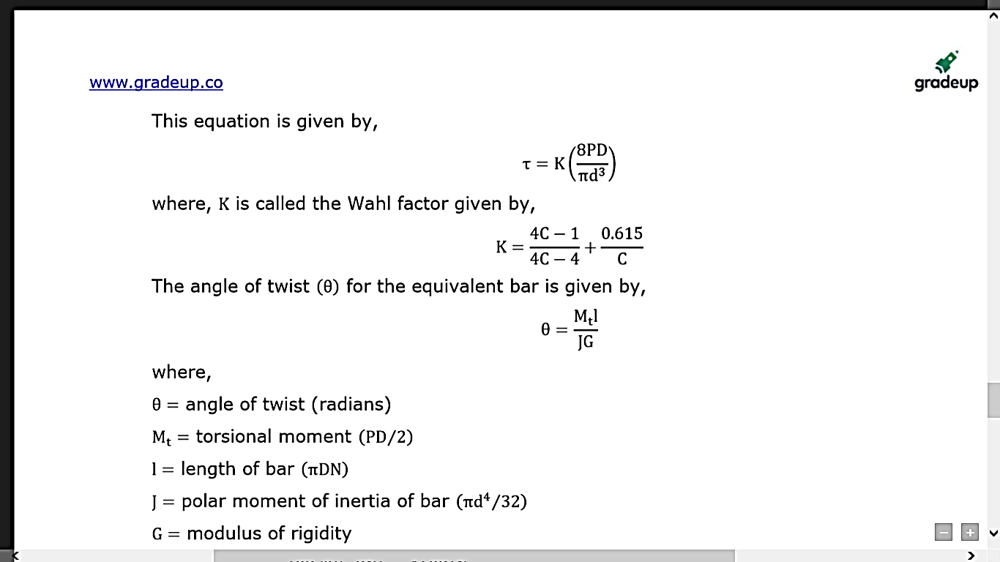 www.gradeup.co
gradeup
This equation is given by,
τ = K(8PD/πd³)
where, K is called the Wahl factor given by,
K = (4C − 1)/(4C − 4) + 0.615/C
The angle of twist (θ) for the equivalent bar is given by,
θ = Mₜl/JG
where,
θ = angle of twist (radians)
Mₜ = torsional moment (PD/2)
l = length of bar (πDN)
J = polar moment of inertia of bar (πd⁴/32)
G = modulus of rigidity